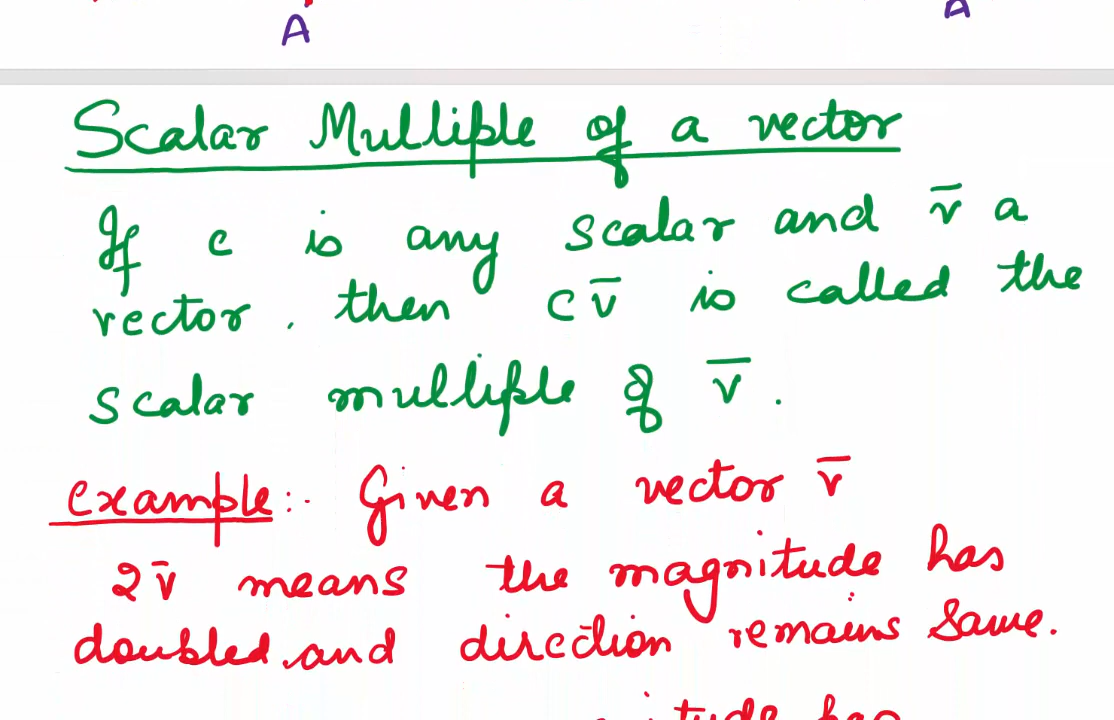 A A
Scalar Multiple of a vector
If c is any scalar and v̄ a
vector, then c v̄ is called the
scalar multiple of v̄.
example:- Given a vector v̄
2v̄ means the magnitude has
doubled and direction remains same.